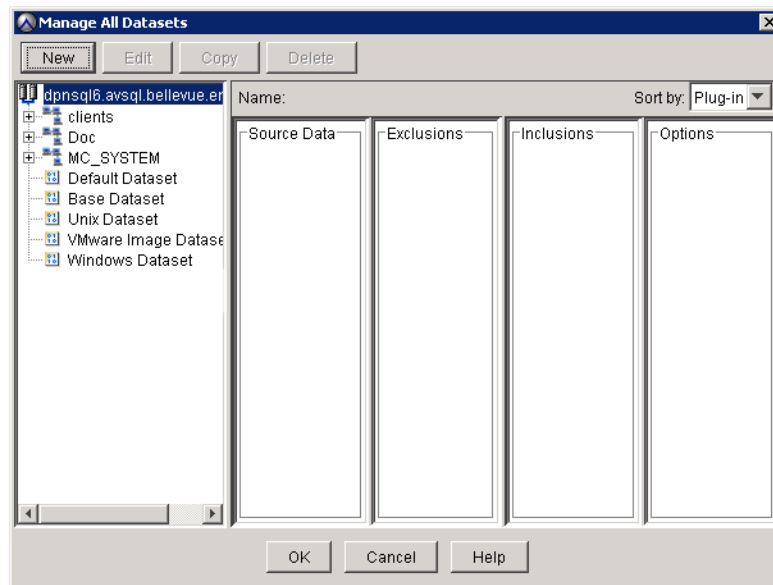 Manage All Datasets
New Edit Copy Delete
dpnsql6.avsql.bellevue.er
clients
Doc
MC_SYSTEM
Default Dataset
Base Dataset
Unix Dataset
VMware Image Datase
Windows Dataset
Name: Sort by: Plug-in
Source Data Exclusions Inclusions Options
OK Cancel Help